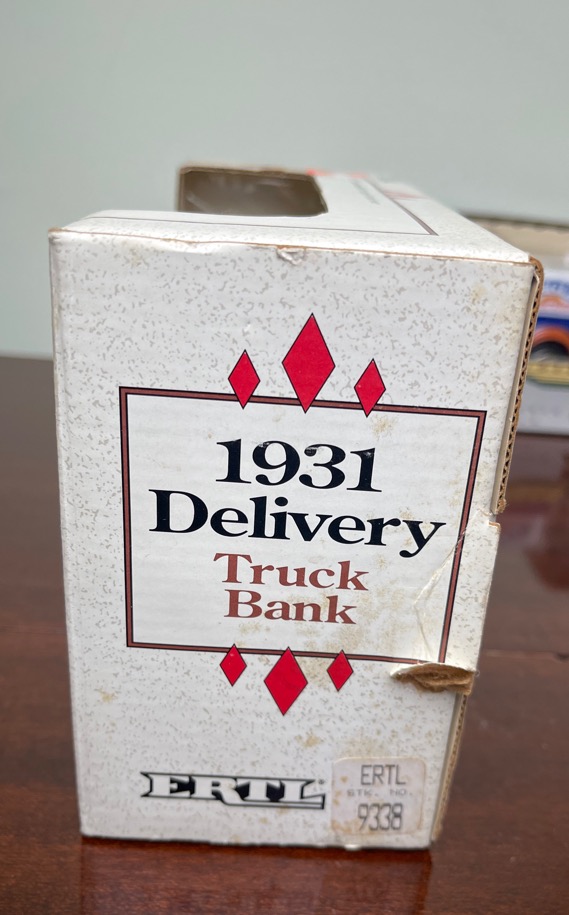 1931
Delivery
Truck
Bank
ERTL®
ERTL
STK. NO.
9338